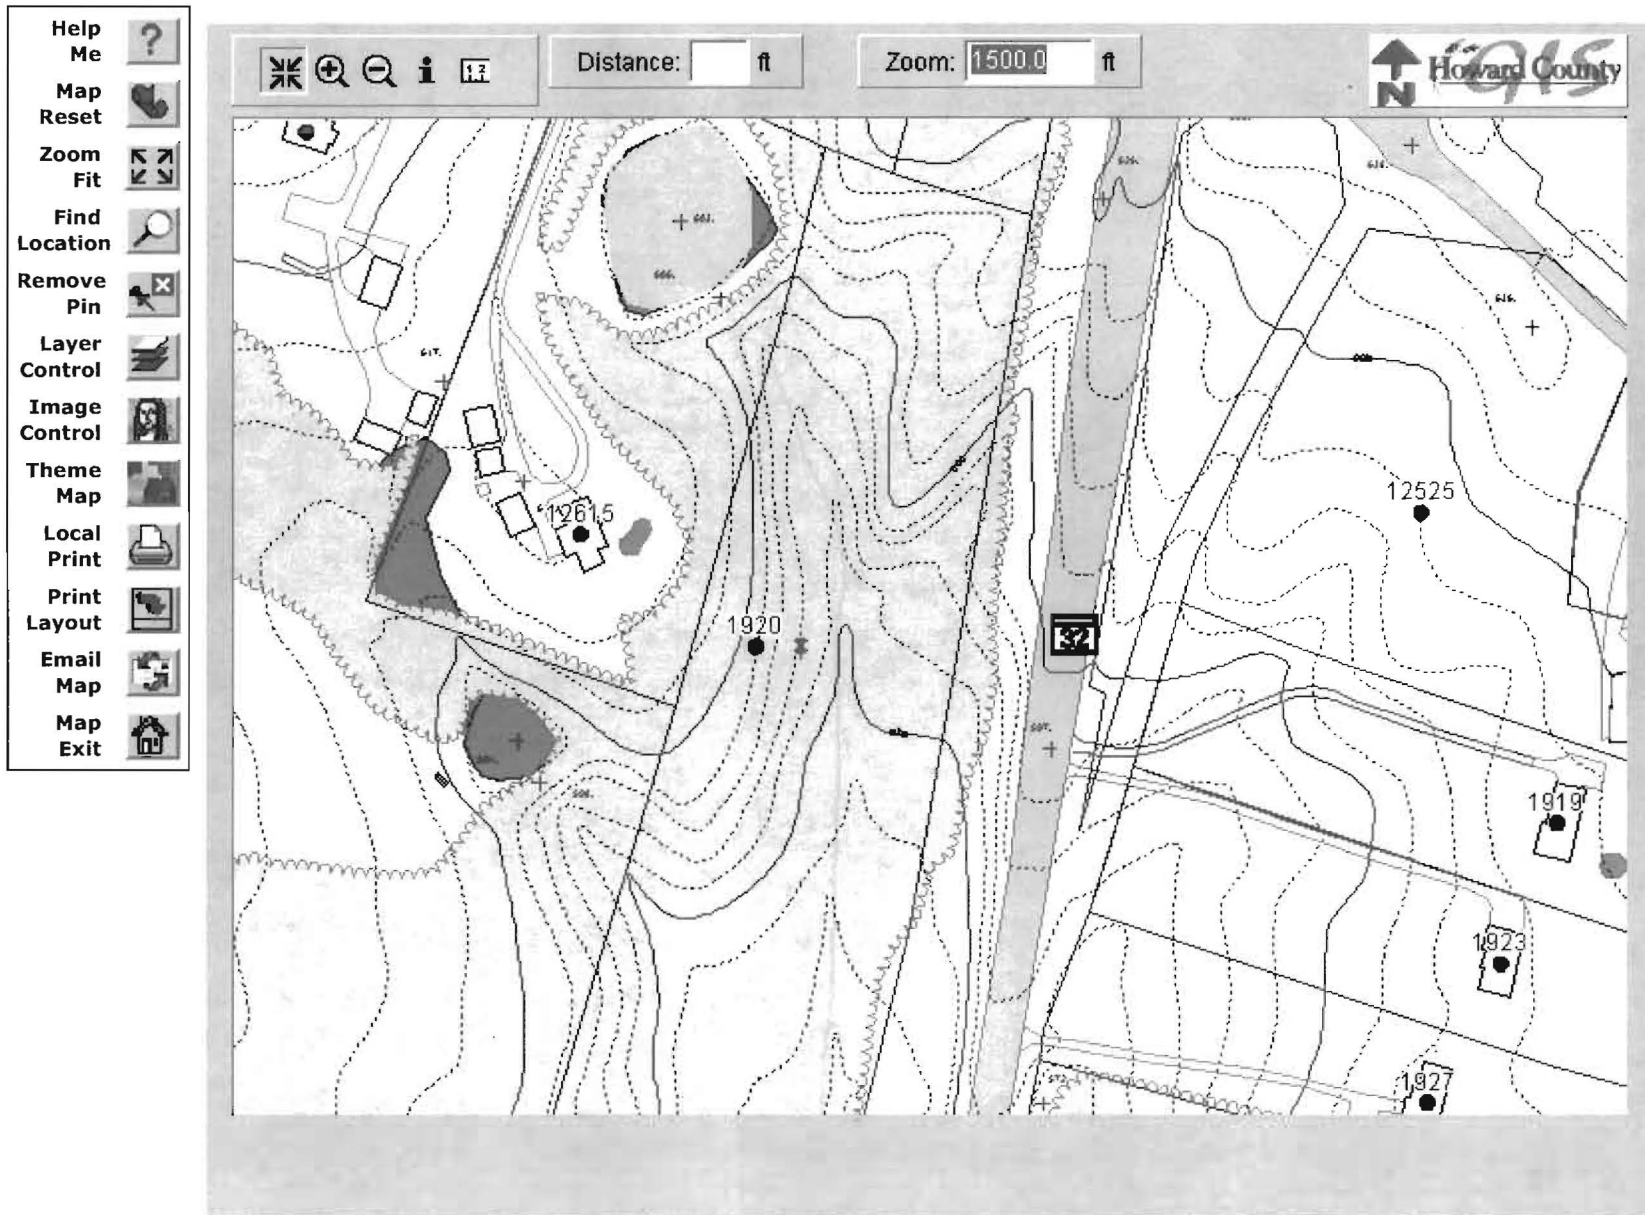 Help
Me
Map
Reset
Zoom
Fit
Find
Location
Remove
Pin
Layer
Control
Image
Control
Theme
Map
Local
Print
Print
Layout
Email
Map
Map
Exit
Distance: ft
Zoom: 1500.0 ft
N
GIS
Howard County
617.
12615
1920
32
12525
1919
1923
1927